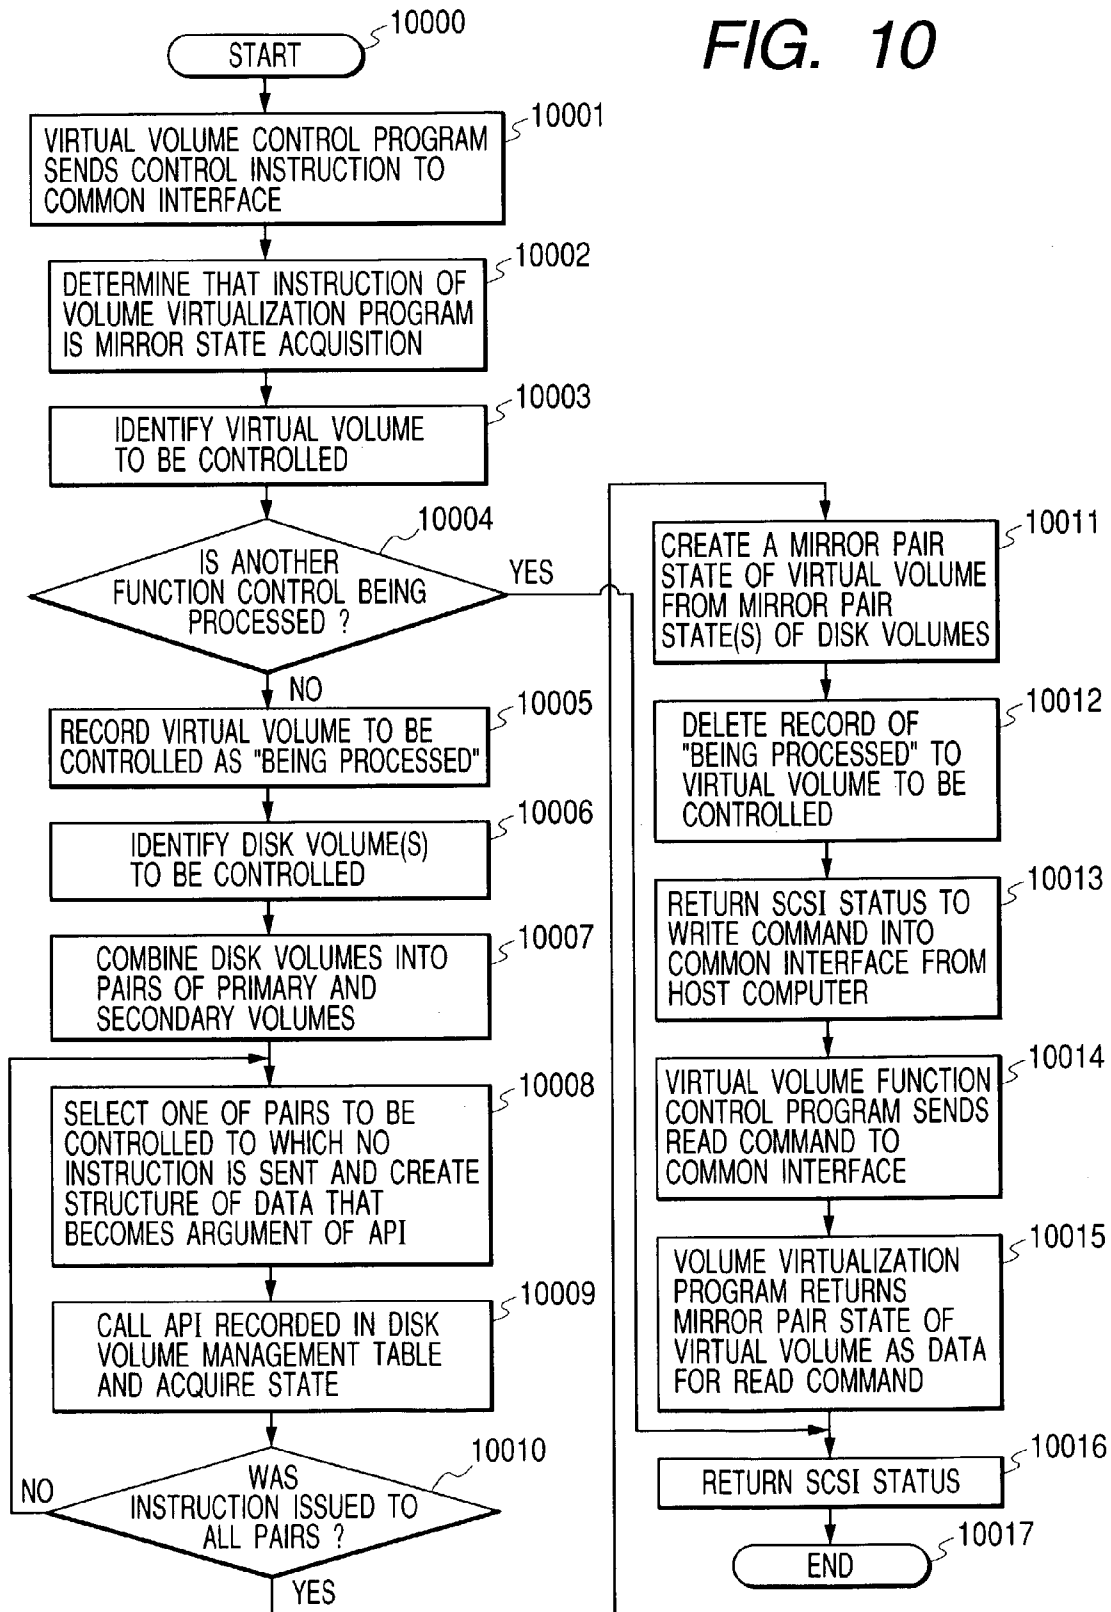 FIG. 10
10000
START
10001
VIRTUAL VOLUME CONTROL PROGRAM
SENDS CONTROL INSTRUCTION TO
COMMON INTERFACE
10002
DETERMINE THAT INSTRUCTION OF
VOLUME VIRTUALIZATION PROGRAM
IS MIRROR STATE ACQUISITION
10003
IDENTIFY VIRTUAL VOLUME
TO BE CONTROLLED
10004
IS ANOTHER
FUNCTION CONTROL BEING
PROCESSED ?
YES
NO
10005
RECORD VIRTUAL VOLUME TO BE
CONTROLLED AS "BEING PROCESSED"
10006
IDENTIFY DISK VOLUME(S)
TO BE CONTROLLED
10007
COMBINE DISK VOLUMES INTO
PAIRS OF PRIMARY AND
SECONDARY VOLUMES
10008
SELECT ONE OF PAIRS TO BE
CONTROLLED TO WHICH NO
INSTRUCTION IS SENT AND CREATE
STRUCTURE OF DATA THAT
BECOMES ARGUMENT OF API
10009
CALL API RECORDED IN DISK
VOLUME MANAGEMENT TABLE
AND ACQUIRE STATE
10010
WAS
INSTRUCTION ISSUED TO
ALL PAIRS ?
NO
YES
10011
CREATE A MIRROR PAIR
STATE OF VIRTUAL VOLUME
FROM MIRROR PAIR
STATE(S) OF DISK VOLUMES
10012
DELETE RECORD OF
"BEING PROCESSED" TO
VIRTUAL VOLUME TO BE
CONTROLLED
10013
RETURN SCSI STATUS TO
WRITE COMMAND INTO
COMMON INTERFACE FROM
HOST COMPUTER
10014
VIRTUAL VOLUME FUNCTION
CONTROL PROGRAM SENDS
READ COMMAND TO
COMMON INTERFACE
10015
VOLUME VIRTUALIZATION
PROGRAM RETURNS
MIRROR PAIR STATE OF
VIRTUAL VOLUME AS DATA
FOR READ COMMAND
10016
RETURN SCSI STATUS
10017
END